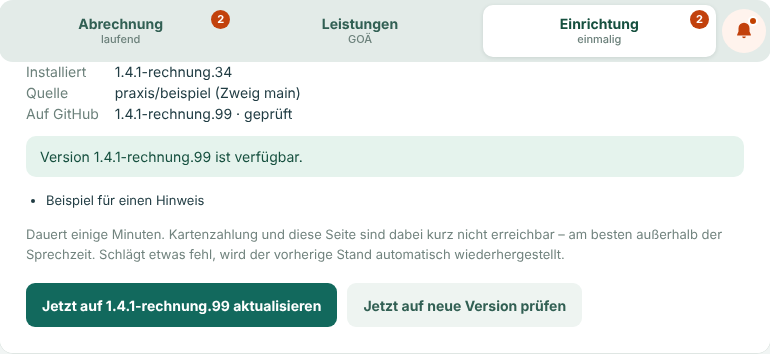 Abrechnung
2
laufend
Leistungen
GOÄ
Einrichtung
2
einmalig
Installiert 1.4.1-rechnung.34
Quelle praxis/beispiel (Zweig main)
Auf GitHub 1.4.1-rechnung.99 · geprüft
Version 1.4.1-rechnung.99 ist verfügbar.
• Beispiel für einen Hinweis
Dauert einige Minuten. Kartenzahlung und diese Seite sind dabei kurz nicht erreichbar – am besten außerhalb der
Sprechzeit. Schlägt etwas fehl, wird der vorherige Stand automatisch wiederhergestellt.
Jetzt auf 1.4.1-rechnung.99 aktualisieren
Jetzt auf neue Version prüfen